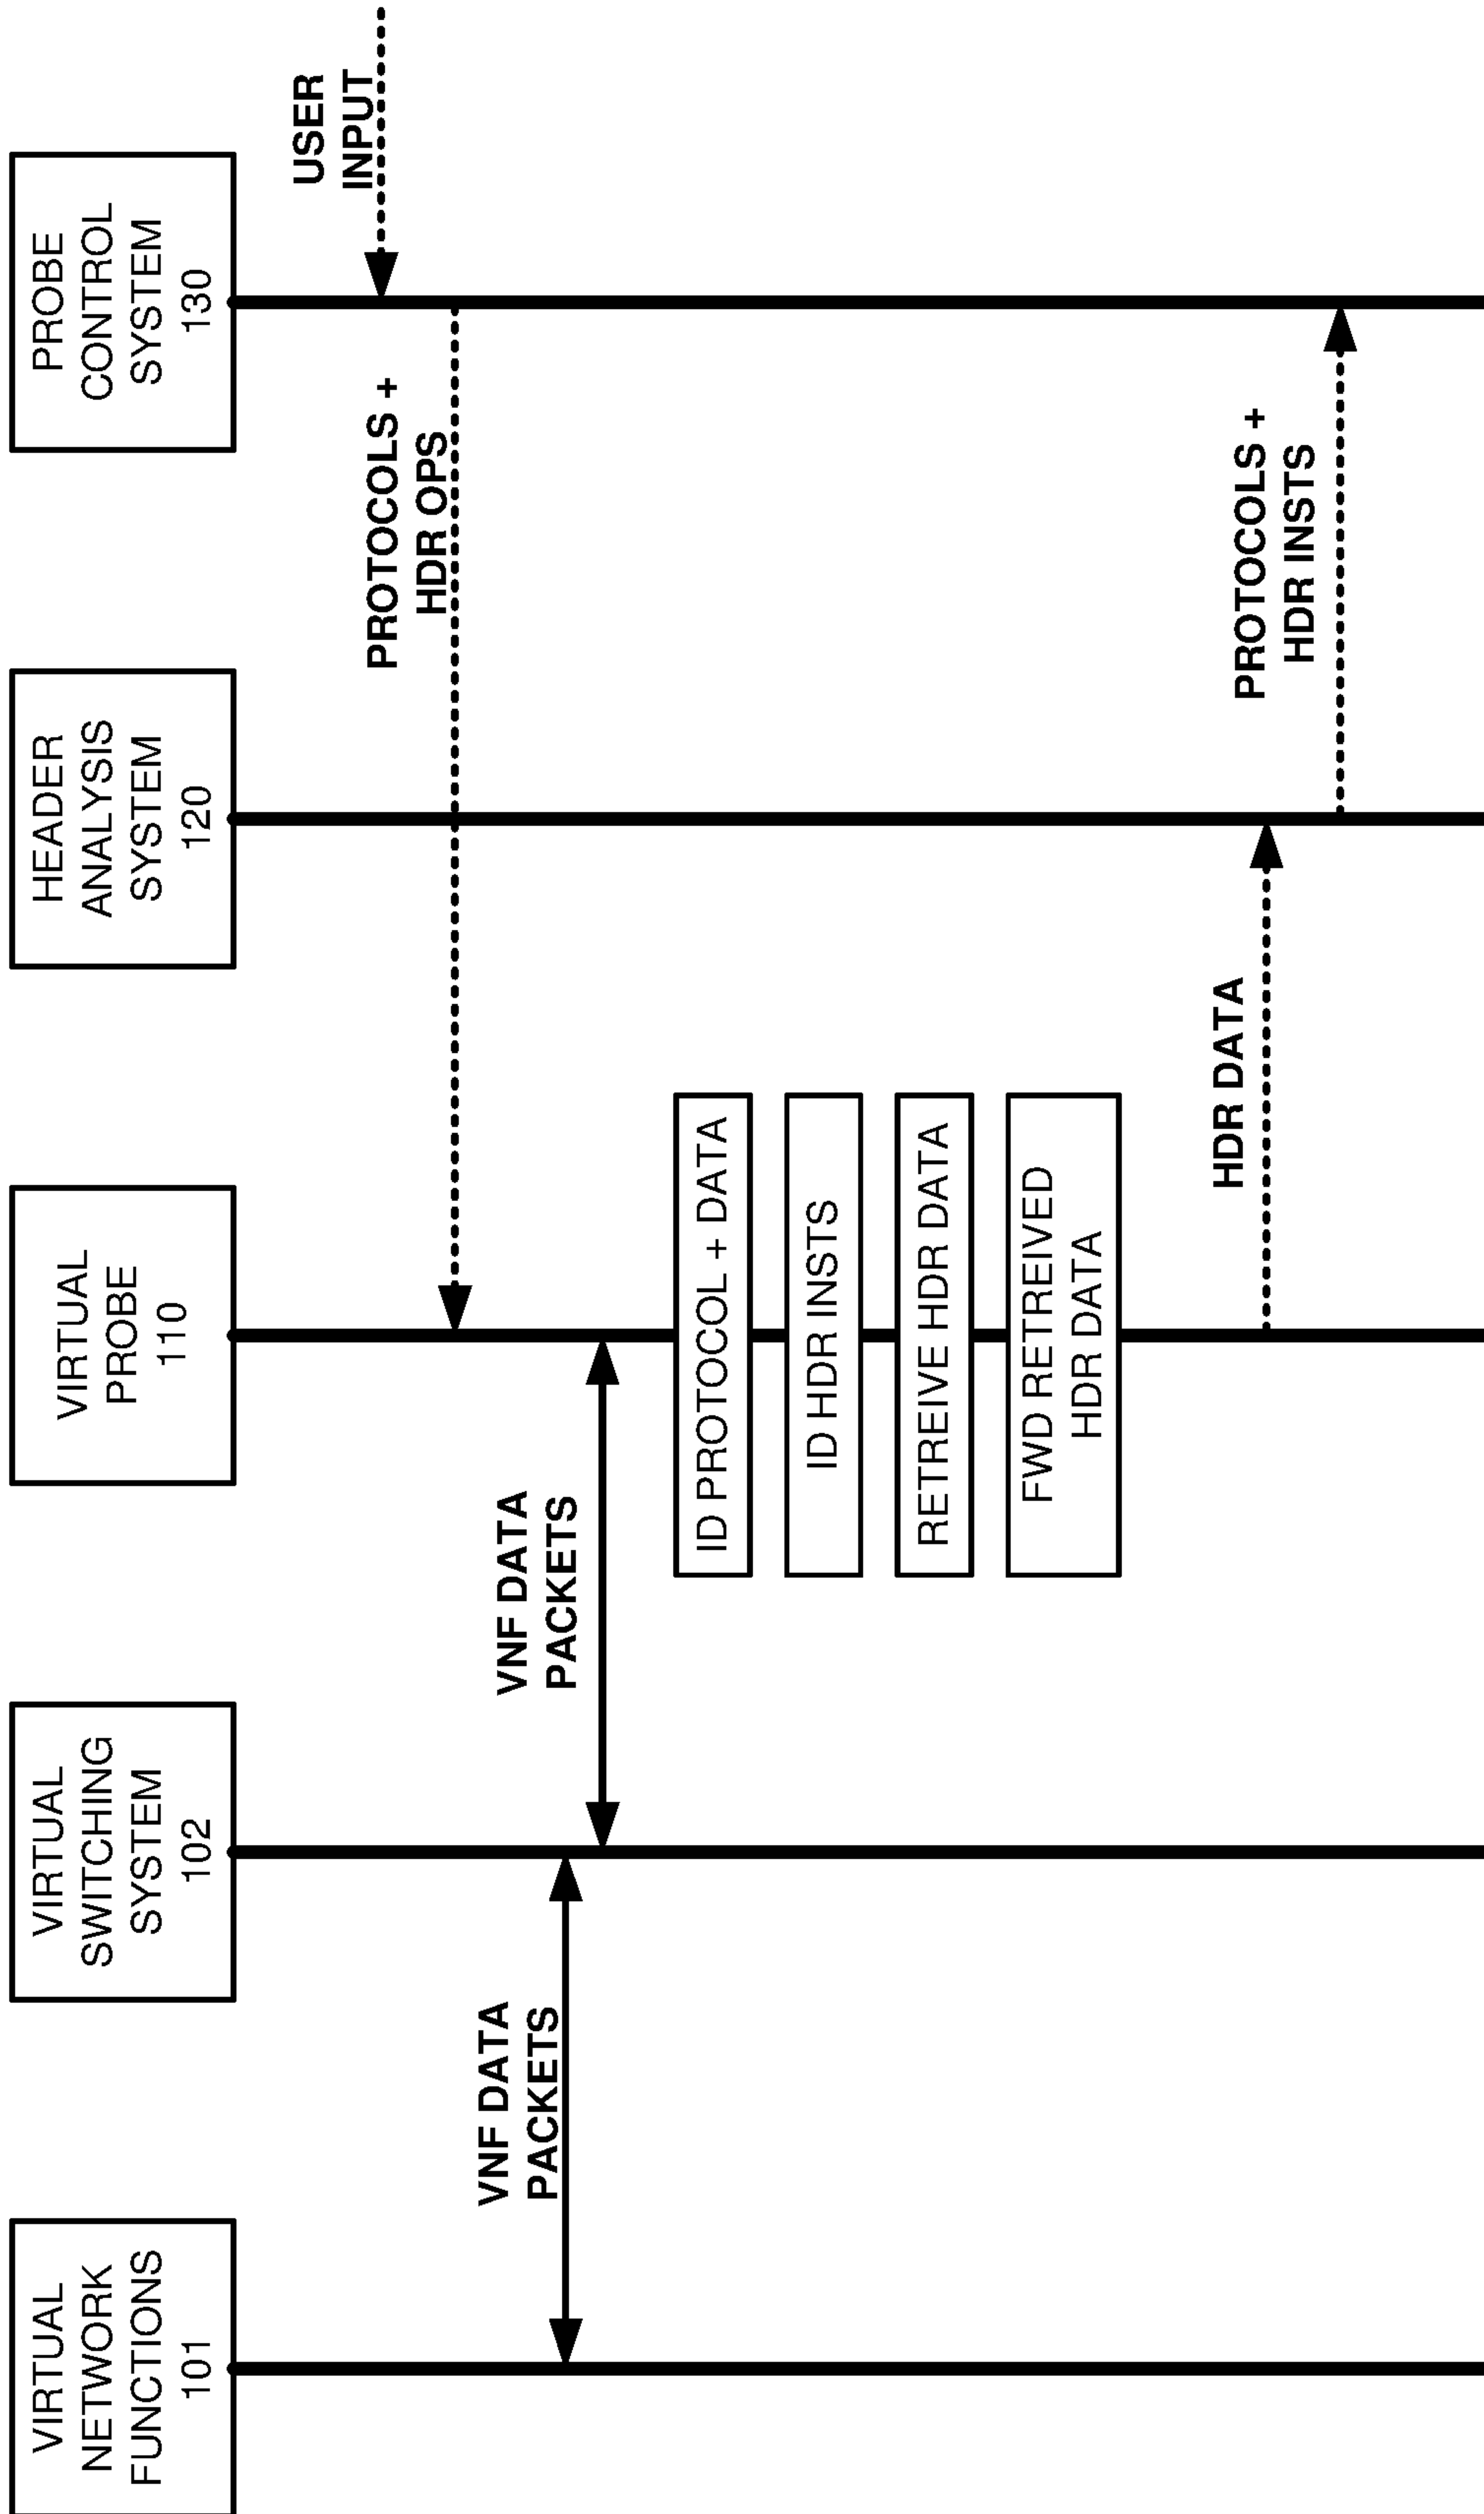 VIRTUAL
NETWORK
FUNCTIONS
101
VIRTUAL
SWITCHING
SYSTEM
102
VIRTUAL
PROBE
110
HEADER
ANALYSIS
SYSTEM
120
PROBE
CONTROL
SYSTEM
130
USER
INPUT
PROTOCOLS +
HDR OPS
VNF DATA
PACKETS
VNF DATA
PACKETS
ID PROTOCOL + DATA
ID HDR INSTS
RETREIVE HDR DATA
FWD RETREIVED
HDR DATA
HDR DATA
PROTOCOLS +
HDR INSTS